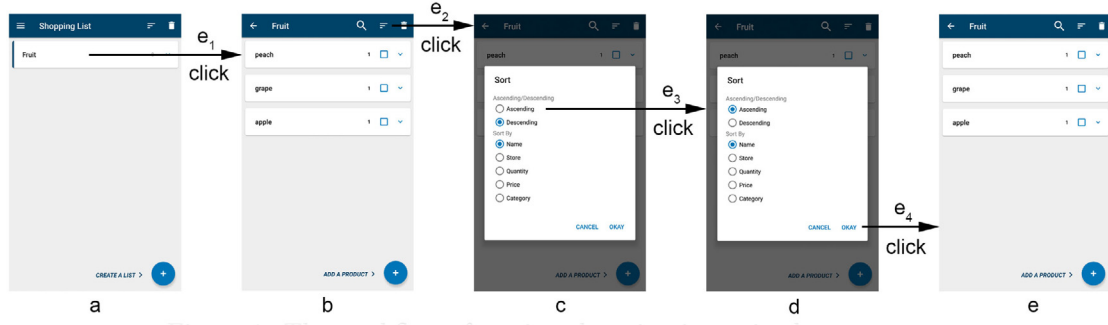 Shopping List
Fruit
a
e1
click
Fruit
peach 1
grape 1
apple 1
ADD A PRODUCT >
b
e2
click
Fruit
peach 1
Sort
Ascending/Descending
Ascending
Descending
Sort By
Name
Store
Quantity
Price
Category
CANCEL OKAY
ADD A PRODUCT >
c
e3
click
Fruit
peach 1
Sort
Ascending/Descending
Ascending
Descending
Sort By
Name
Store
Quantity
Price
Category
CANCEL OKAY
ADD A PRODUCT >
d
e4
click
Fruit
peach 1
grape 1
apple 1
ADD A PRODUCT >
e
CREATE A LIST >